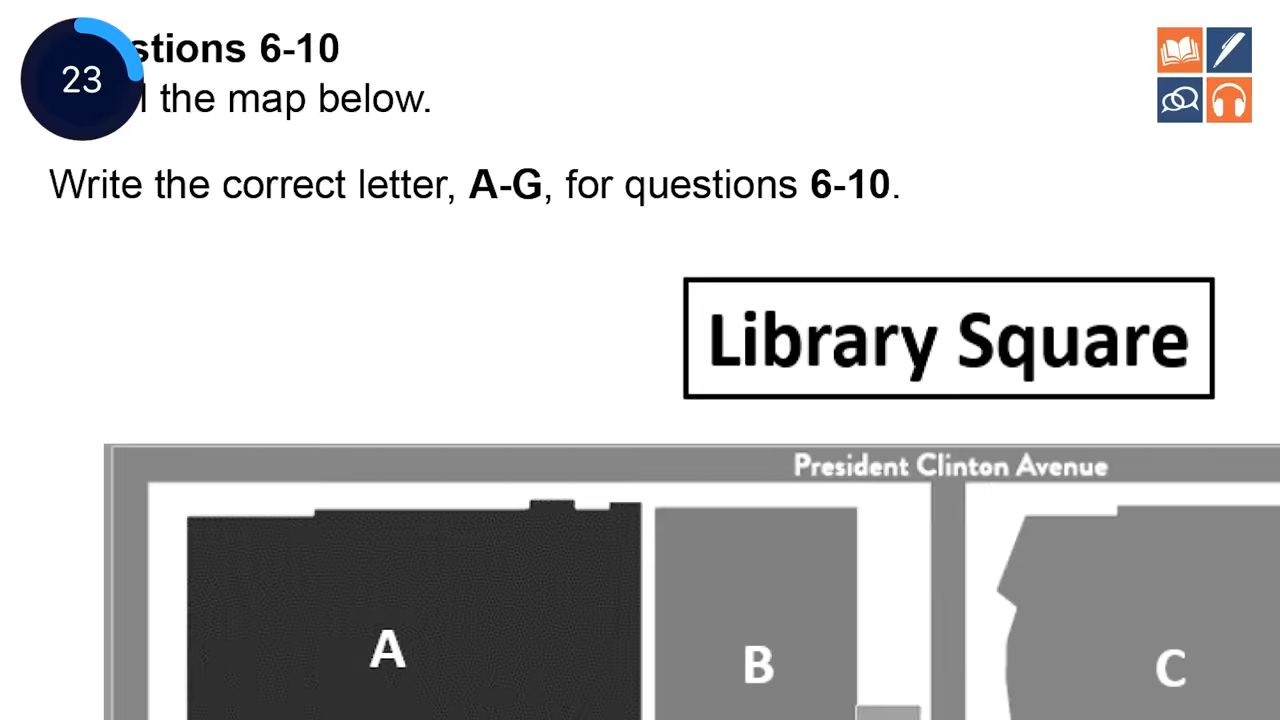 23
stions 6-10
l the map below.
Write the correct letter, A-G, for questions 6-10.
Library Square
President Clinton Avenue
A
B
C